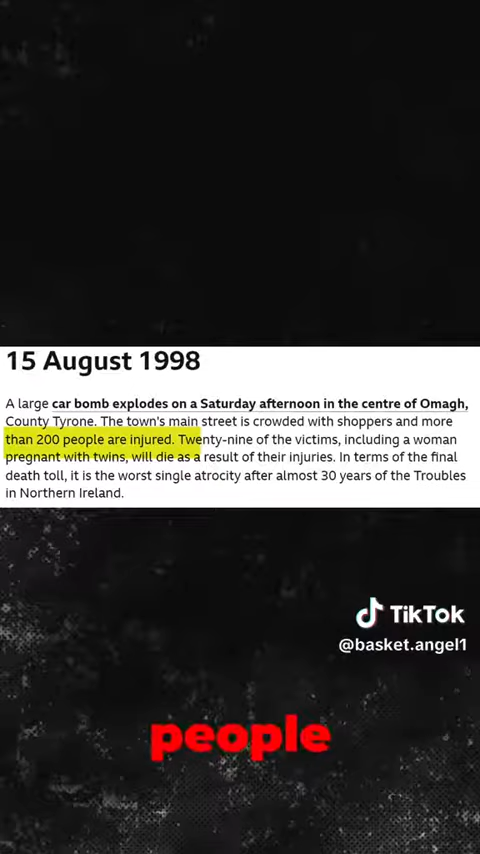 15 August 1998
A large car bomb explodes on a Saturday afternoon in the centre of Omagh,
County Tyrone. The town's main street is crowded with shoppers and more
than 200 people are injured. Twenty-nine of the victims, including a woman
pregnant with twins, will die as a result of their injuries. In terms of the final
death toll, it is the worst single atrocity after almost 30 years of the Troubles
in Northern Ireland.
TikTok
@basket.angel1
people